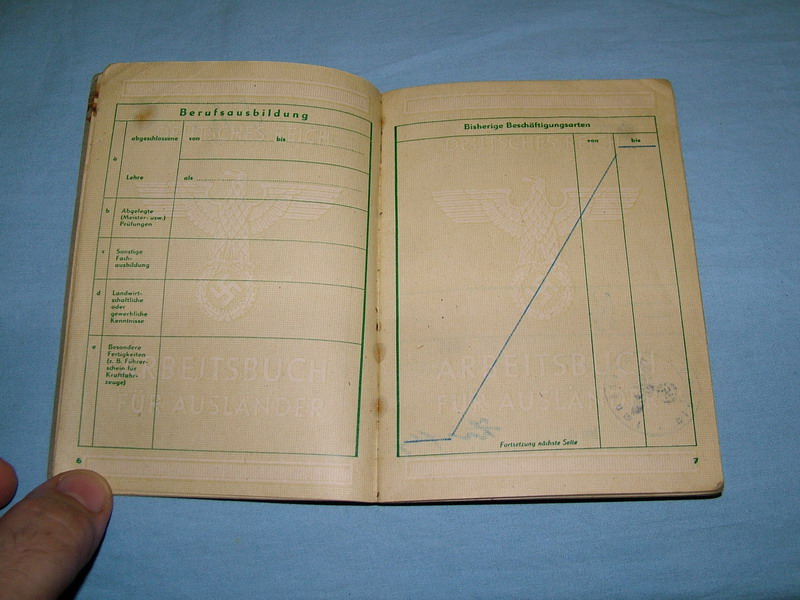 Berufsausbildung
a
abgeschlossene
von
bis
Lehre
als
b
Abgelegte
(Meister- usw.)
Prüfungen
c
Sonstige
Fach-
ausbildung
d
Landwirt-
schaftliche
oder
gewerbliche
Kenntnisse
e
Besondere
Fertigkeiten
(z. B. Führer-
schein für
Kraftfahr-
zeuge)
ARBEITSBUCH
FÜR AUSLÄNDER
6
Bisherige Beschäftigungsarten
von
bis
ARBEITSBUCH
FÜR AUSLÄNDER
Fortsetzung nächste Seite
7